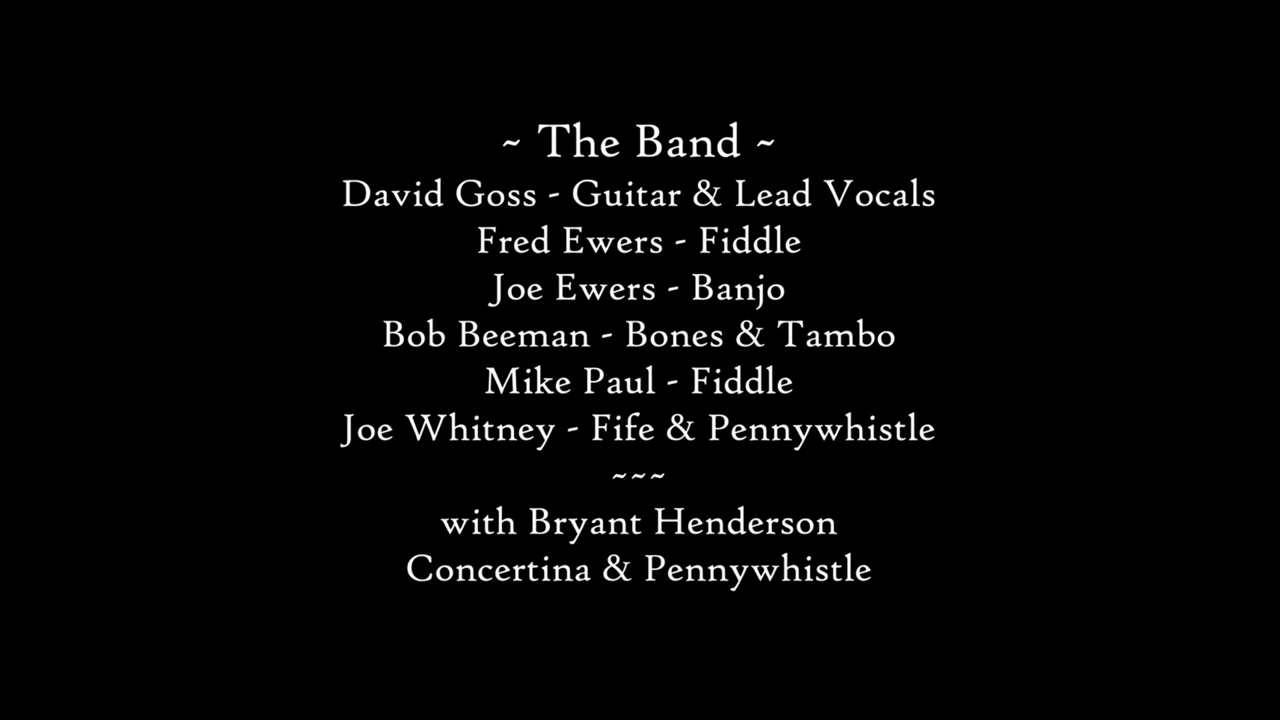 ~ The Band ~
David Goss - Guitar & Lead Vocals
Fred Ewers - Fiddle
Joe Ewers - Banjo
Bob Beeman - Bones & Tambo
Mike Paul - Fiddle
Joe Whitney - Fife & Pennywhistle
~~~
with Bryant Henderson
Concertina & Pennywhistle